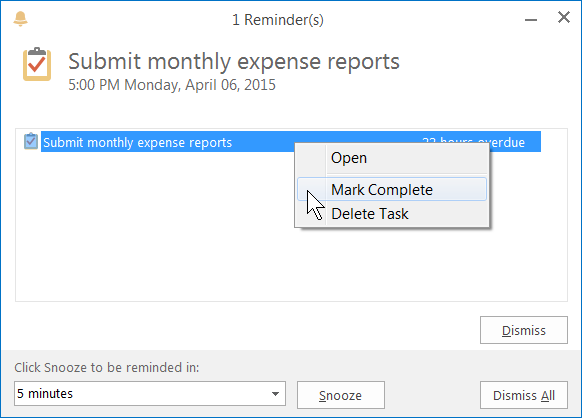 1 Reminder(s)
Submit monthly expense reports
5:00 PM Monday, April 06, 2015
Submit monthly expense reports 22 hours overdue
Open
Mark Complete
Delete Task
Dismiss
Click Snooze to be reminded in:
5 minutes Snooze Dismiss All